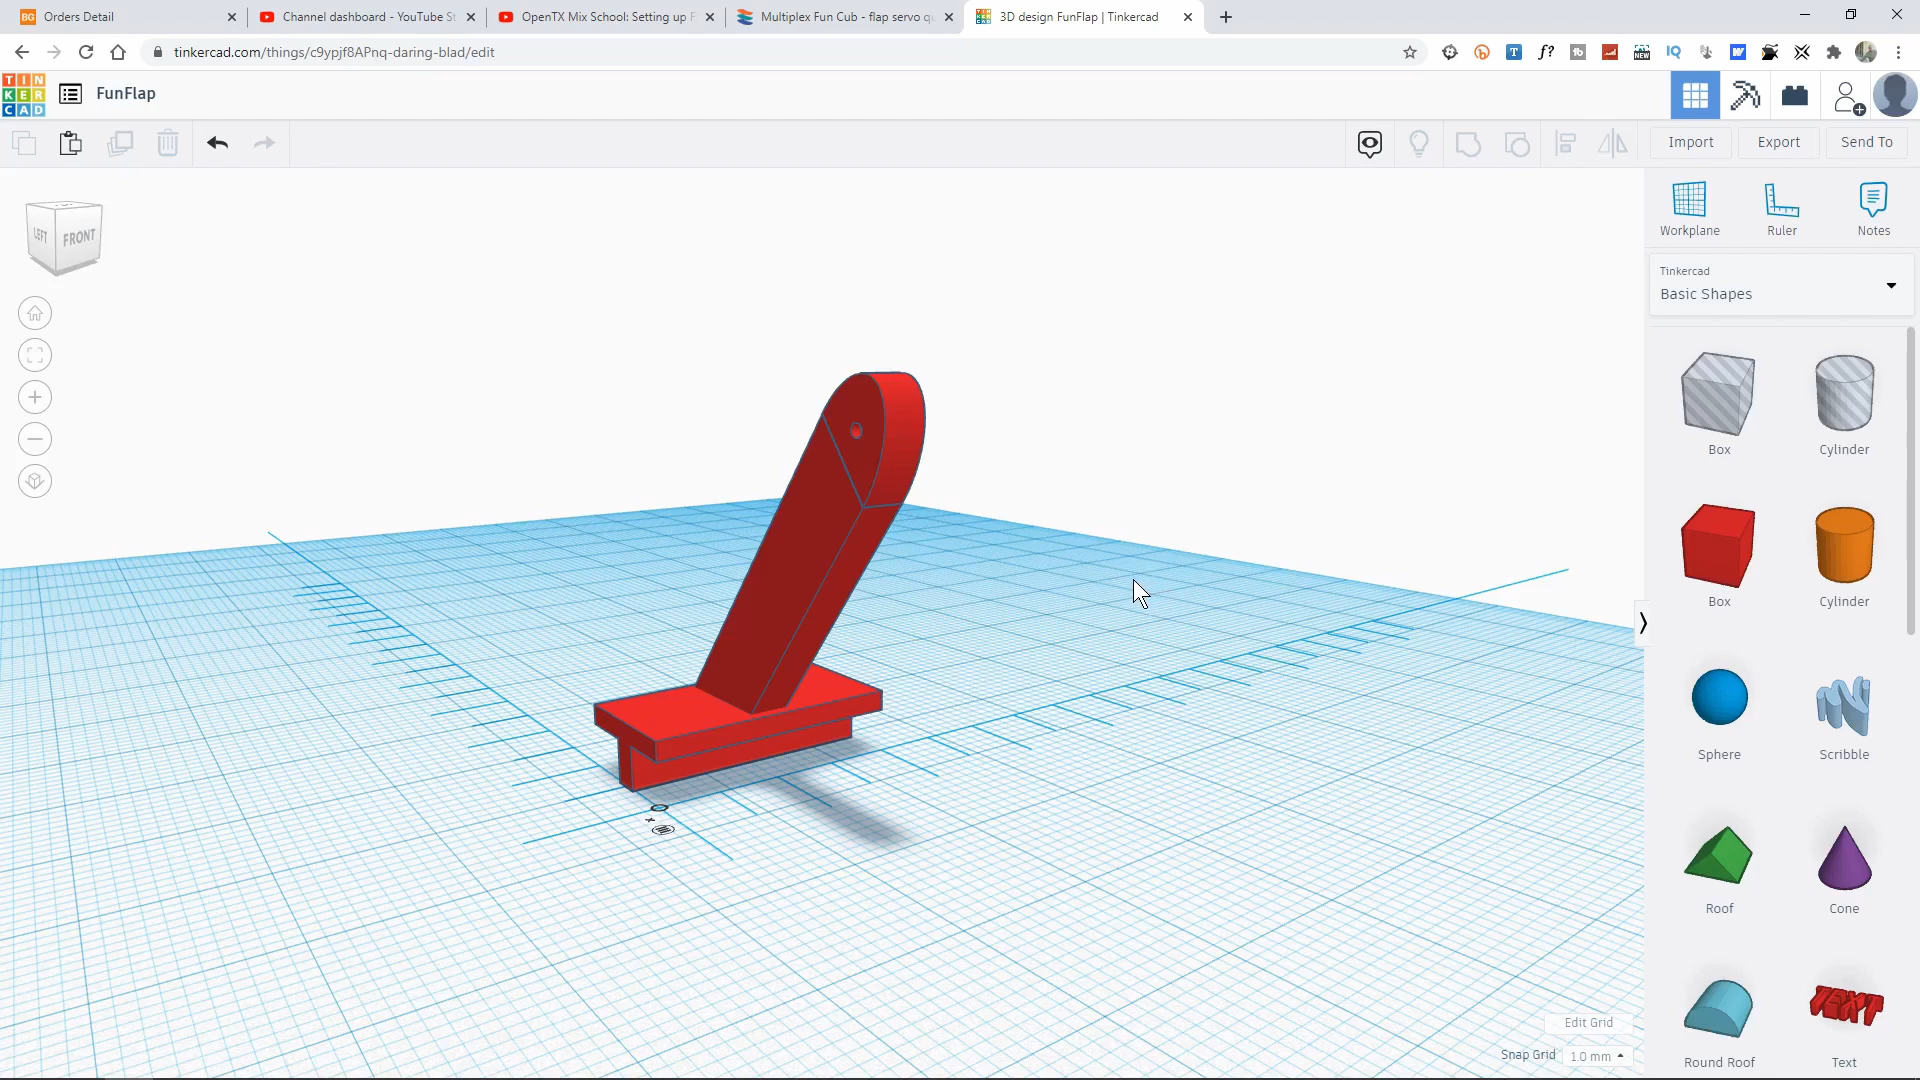 BG Orders Detail
Channel dashboard - YouTube St
OpenTX Mix School: Setting up F
Multiplex Fun Cub - flap servo qu
3D design FunFlap | Tinkercad
tinkercad.com/things/c9ypjf8APnq-daring-blad/edit
T I N
K E R
C A D
FunFlap
Import
Export
Send To
LEFT
FRONT
Workplane
Ruler
Notes
Tinkercad
Basic Shapes
Box
Cylinder
Box
Cylinder
Sphere
Scribble
Roof
Cone
TEXT
Edit Grid
Snap Grid 1.0 mm
Round Roof
Text